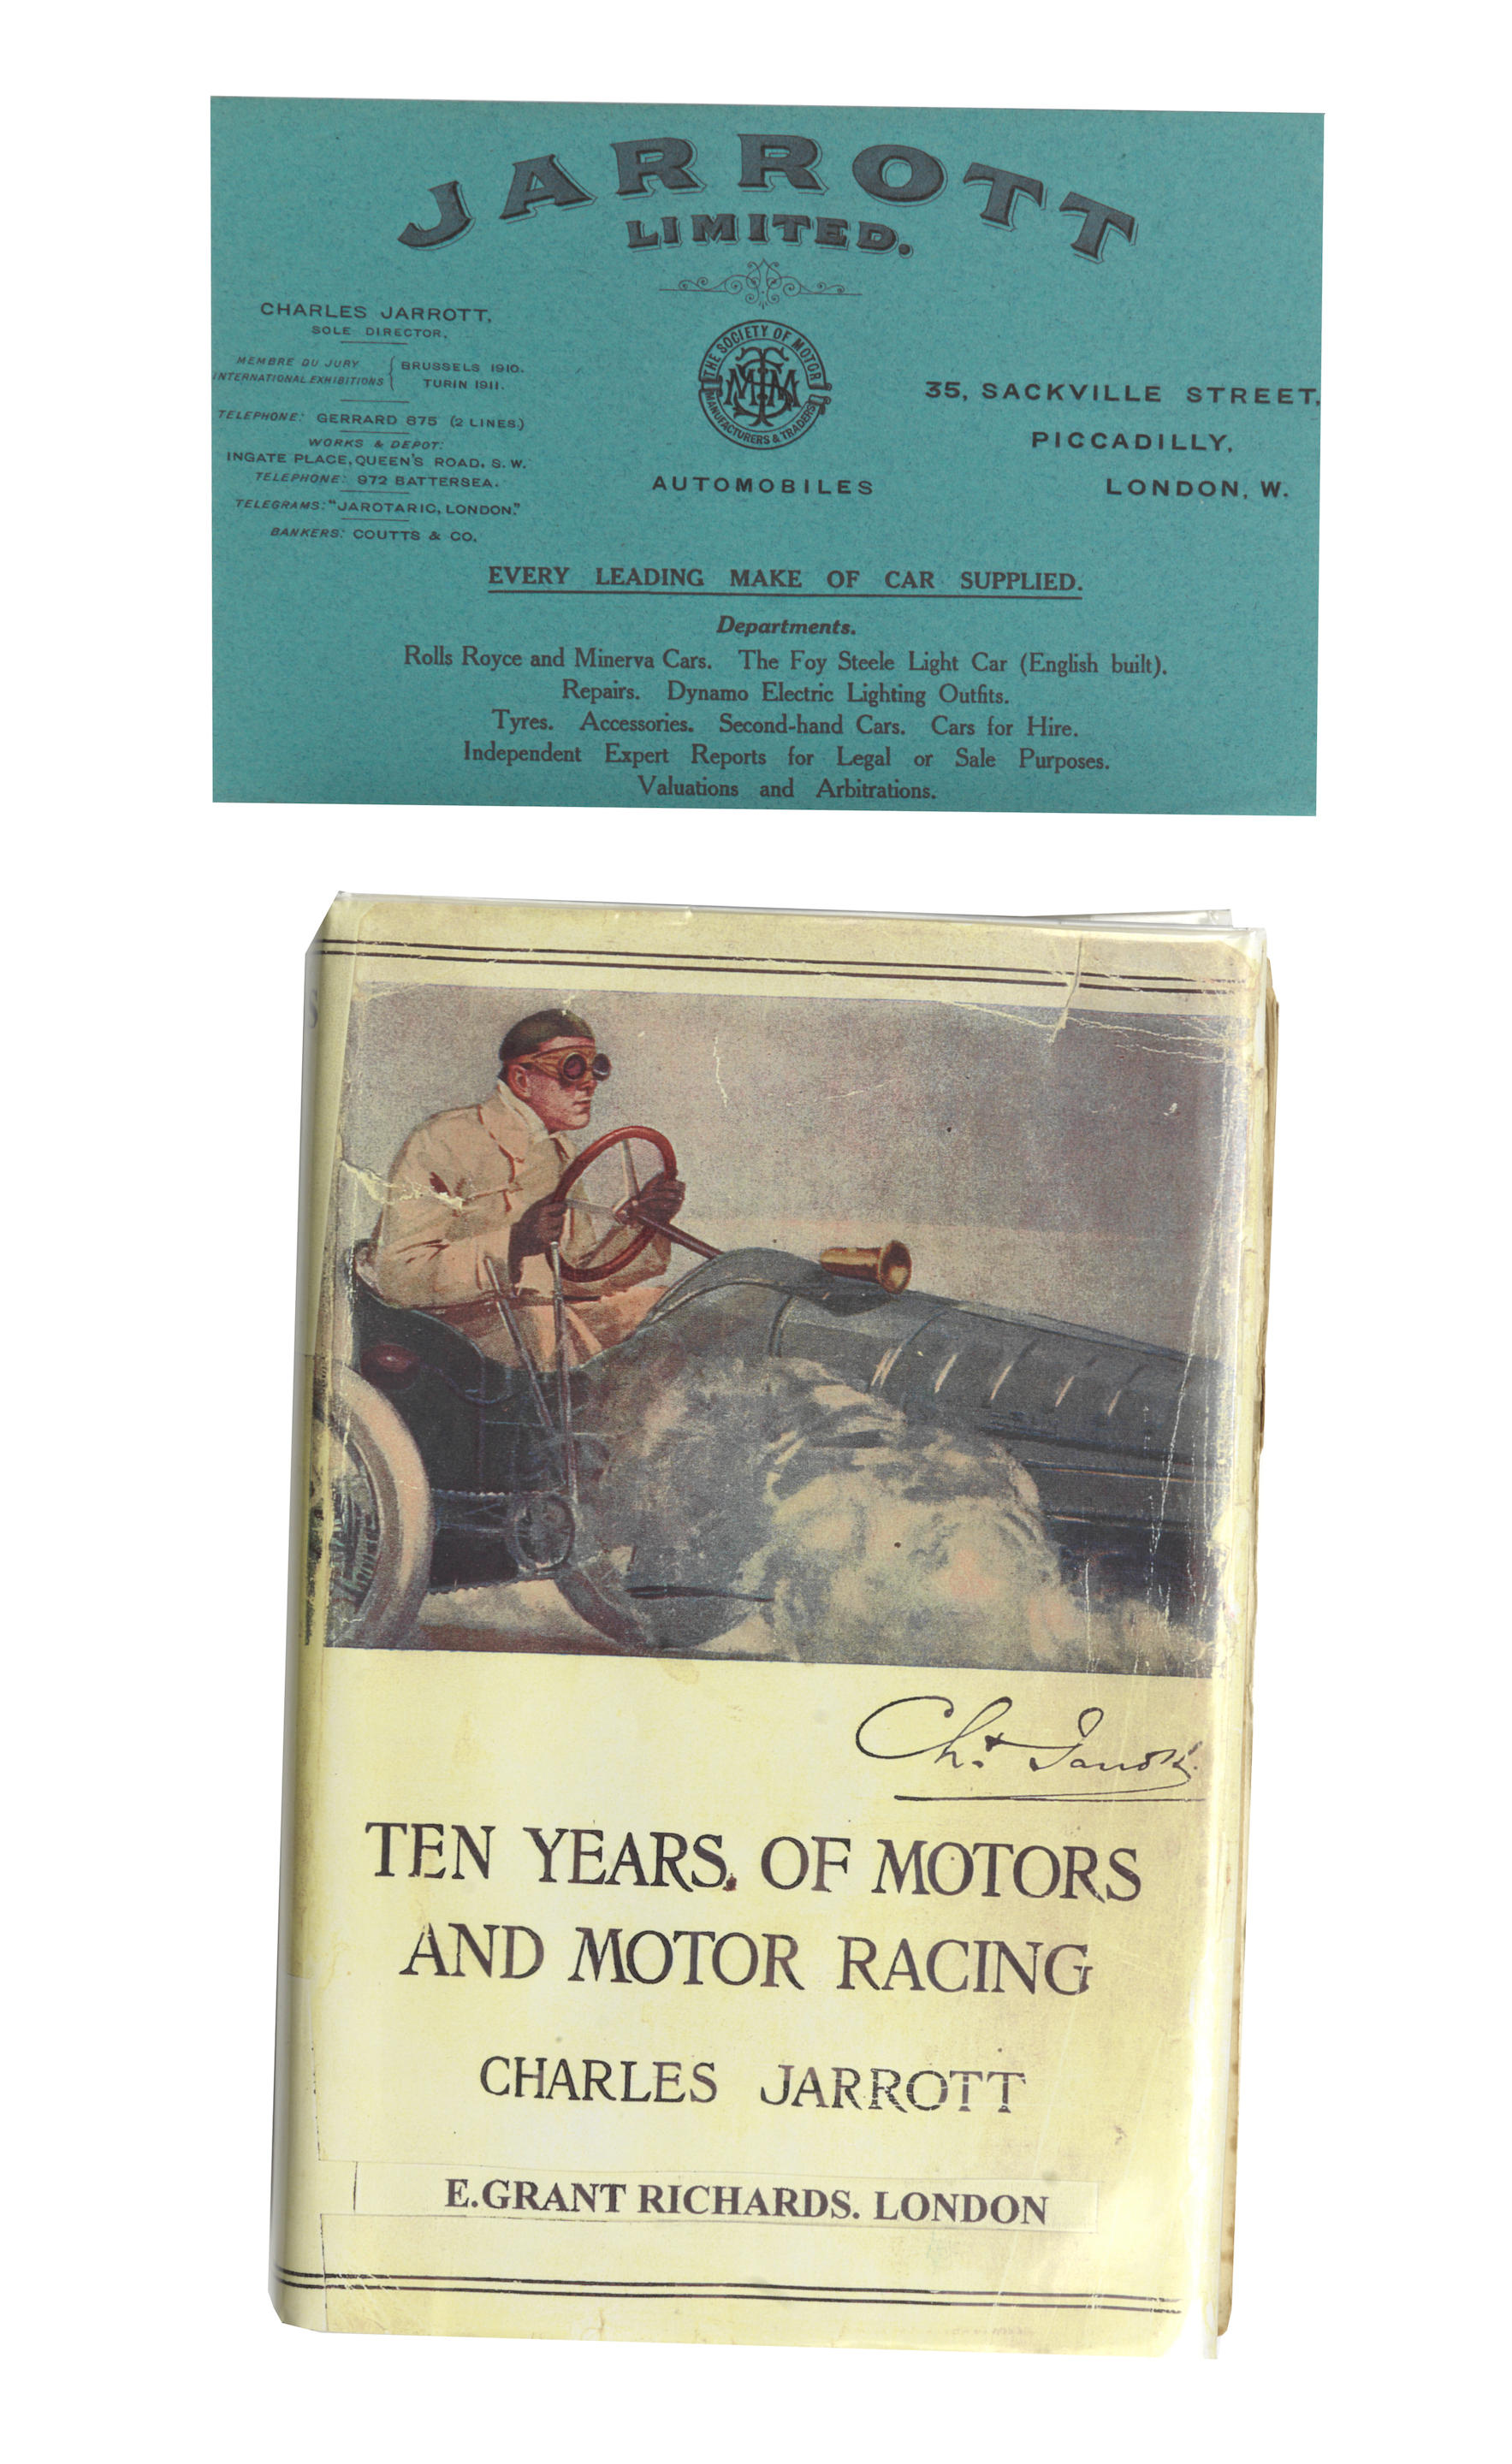 JARROTT
LIMITED.
CHARLES JARROTT,
SOLE DIRECTOR,
MEMBRE DU JURY
INTERNATIONAL EXHIBITIONS
BRUSSELS 1910.
TURIN 1911.
TELEPHONE: GERRARD 875 (2 LINES.)
WORKS & DEPOT:
INGATE PLACE, QUEEN'S ROAD, S.W.
TELEPHONE: 972 BATTERSEA.
TELEGRAMS: "JAROTARIC, LONDON."
BANKERS: COUTTS & CO.
THE SOCIETY OF MOTOR
MANUFACTURERS & TRADERS LTD
AUTOMOBILES
35, SACKVILLE STREET,
PICCADILLY,
LONDON, W.
EVERY LEADING MAKE OF CAR SUPPLIED.
Departments.
Rolls Royce and Minerva Cars. The Foy Steele Light Car (English built).
Repairs. Dynamo Electric Lighting Outfits.
Tyres. Accessories. Second-hand Cars. Cars for Hire.
Independent Expert Reports for Legal or Sale Purposes.
Valuations and Arbitrations.
Chs. Jarrott.
TEN YEARS OF MOTORS
AND MOTOR RACING
CHARLES JARROTT
E.GRANT RICHARDS. LONDON